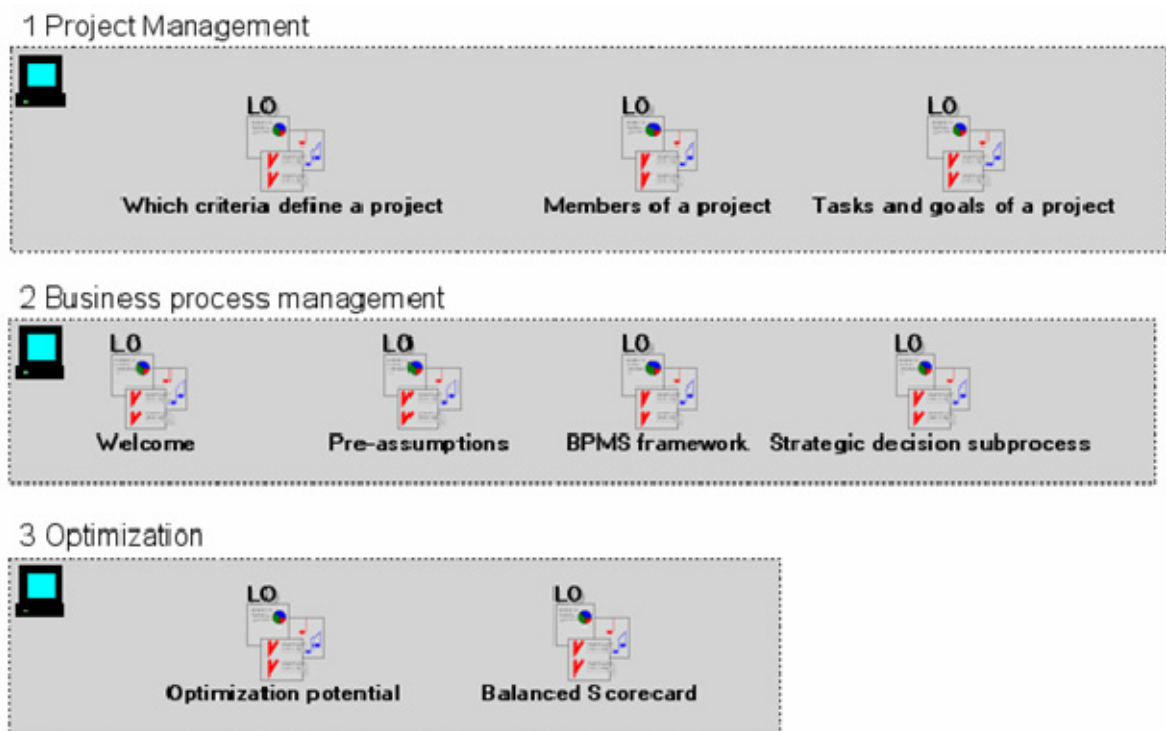 1 Project Management
LO LO LO
Which criteria define a project Members of a project Tasks and goals of a project
2 Business process management
LO LO LO LO
Welcome Pre-assumptions BPMS framework Strategic decision subprocess
3 Optimization
LO LO
Optimization potential Balanced Scorecard